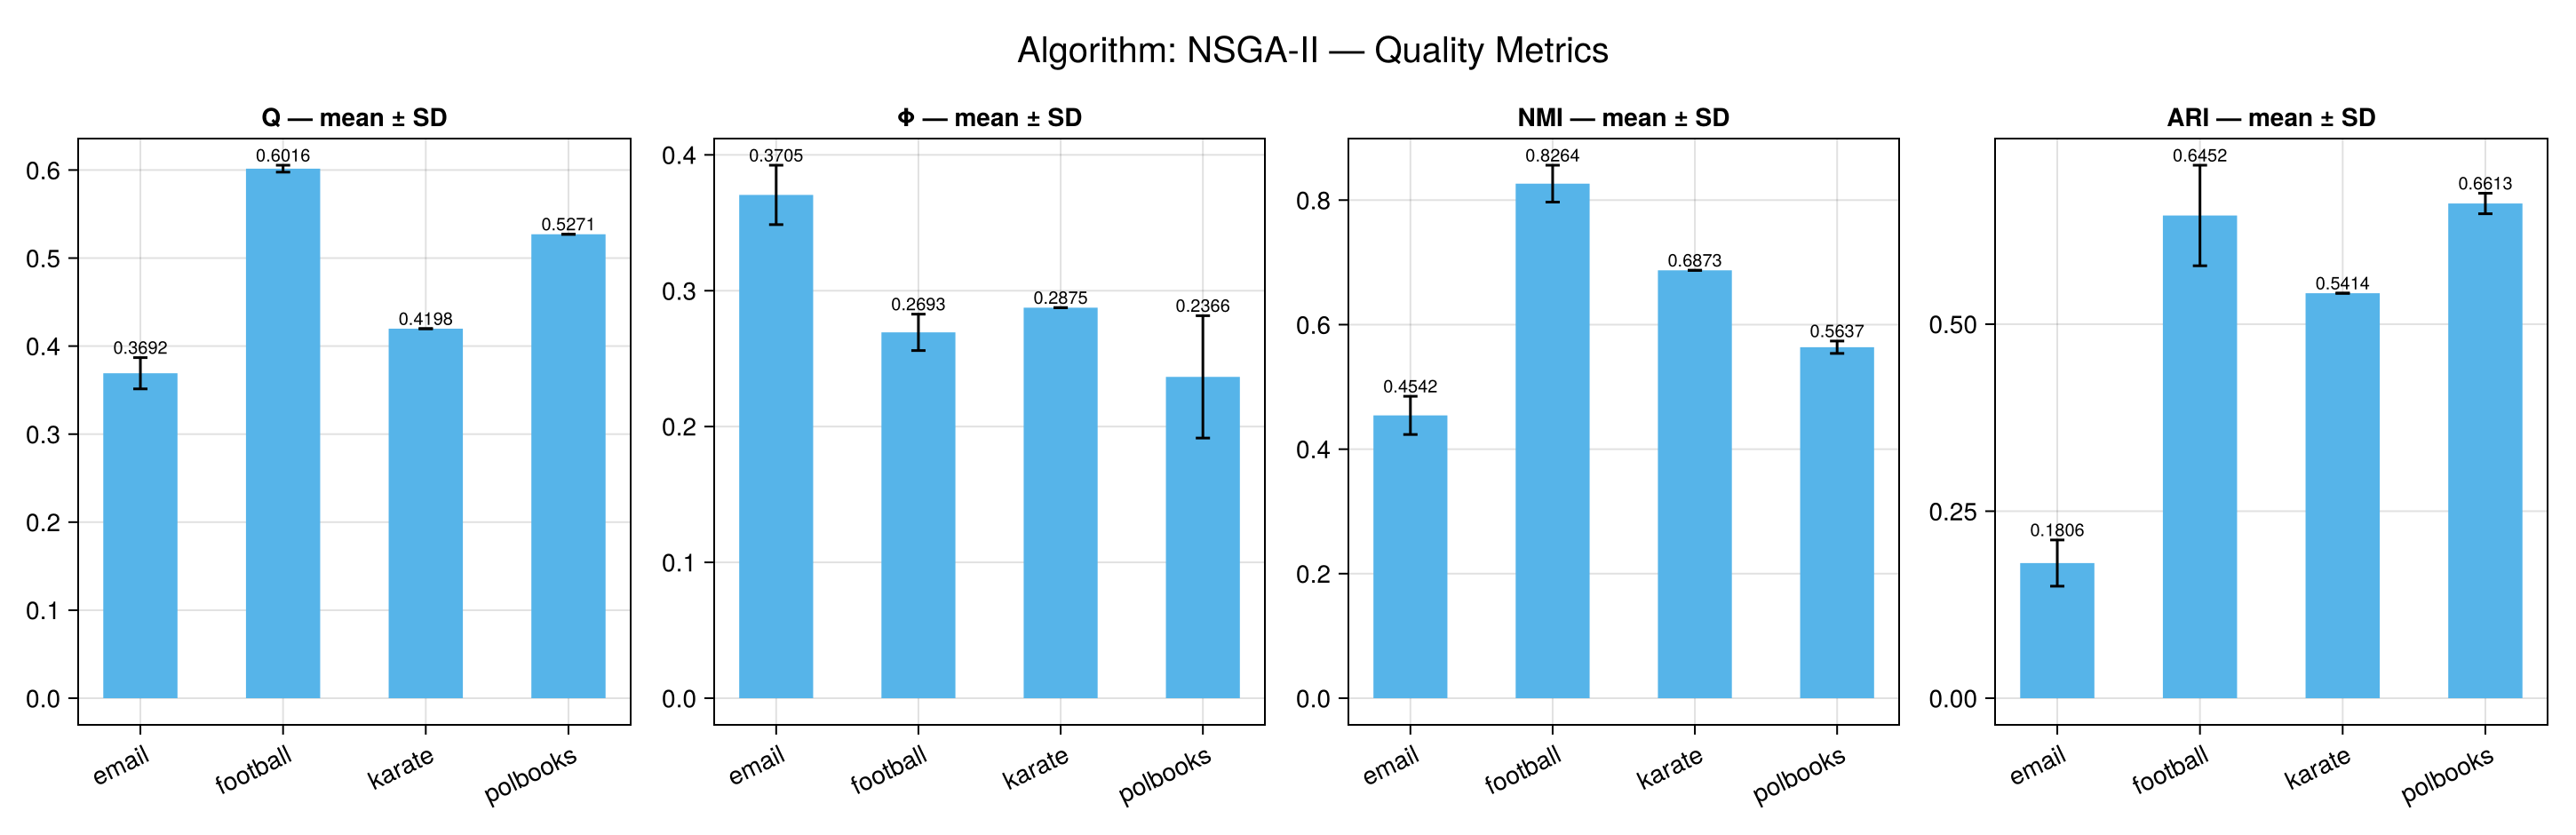 Algorithm: NSGA-II — Quality Metrics
Q — mean ± SD
0.6
0.5
0.4
0.3
0.2
0.1
0.0
0.3692
0.6016
0.4198
0.5271
email
football
karate
polbooks
Φ — mean ± SD
0.4
0.3
0.2
0.1
0.0
0.3705
0.2693
0.2875
0.2366
email
football
karate
polbooks
NMI — mean ± SD
0.8
0.6
0.4
0.2
0.0
0.4542
0.8264
0.6873
0.5637
email
football
karate
polbooks
ARI — mean ± SD
0.50
0.25
0.00
0.1806
0.6452
0.5414
0.6613
email
football
karate
polbooks